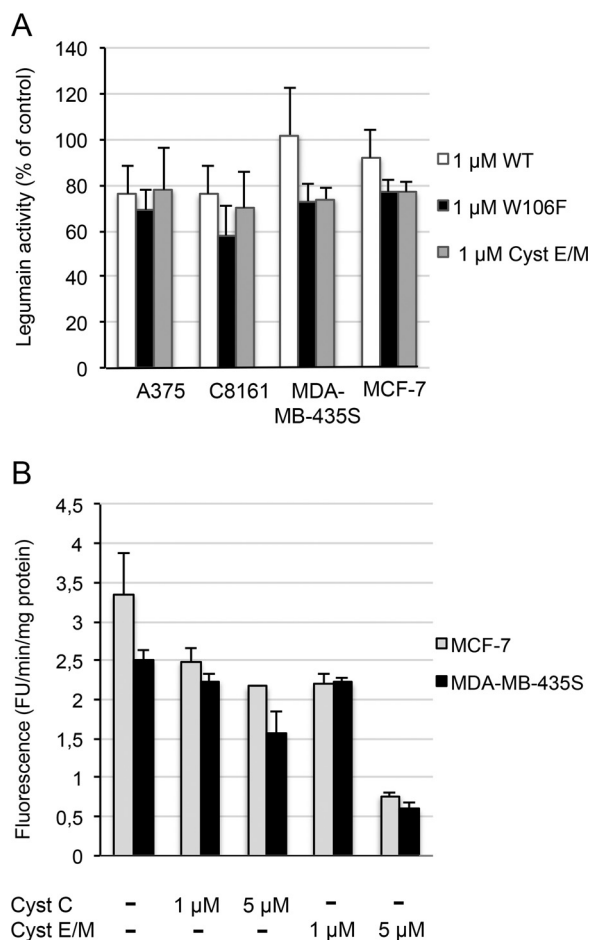 A
Legumain activity (% of control)
140
120
100
80
60
40
20
0
A375 C8161 MDA-MB-435S MCF-7
1 µM WT
1 µM W106F
1 µM Cyst E/M
B
Fluorescence (FU/min/mg protein)
4,5
4
3,5
3
2,5
2
1,5
1
0,5
0
MCF-7
MDA-MB-435S
Cyst C - 1 µM 5 µM - -
Cyst E/M - - - 1 µM 5 µM